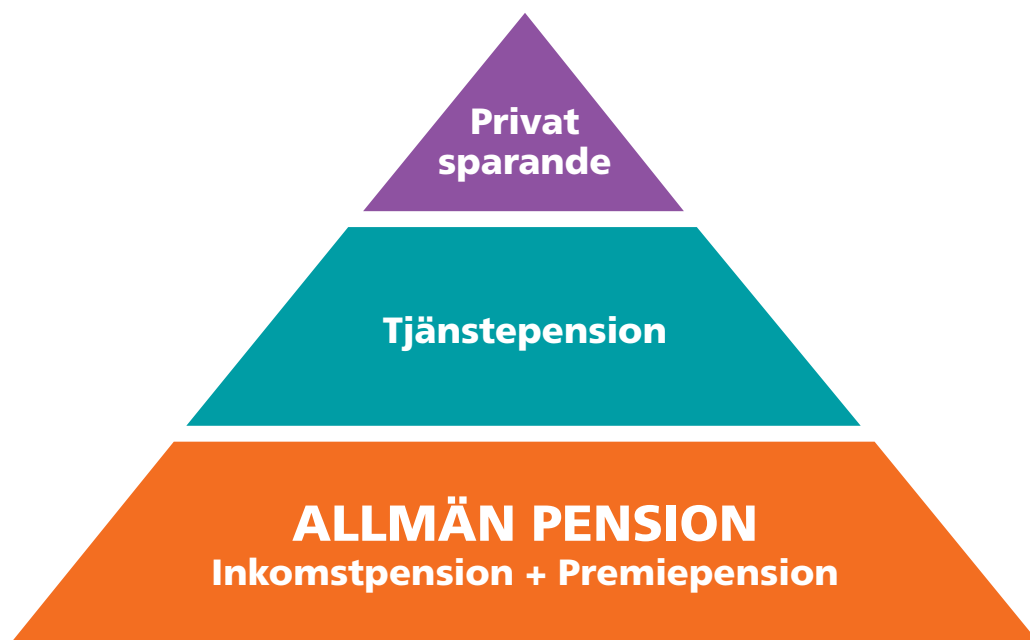 Privat
sparande
Tjänstepension
ALLMÄN PENSION
Inkomstpension + Premiepension